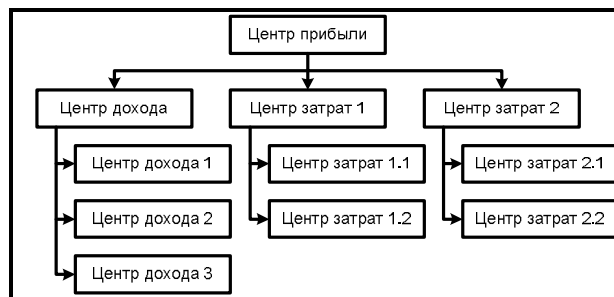 Центр прибыли
Центр дохода
Центр затрат 1
Центр затрат 2
Центр дохода 1
Центр затрат 1.1
Центр затрат 2.1
Центр дохода 2
Центр затрат 1.2
Центр затрат 2.2
Центр дохода 3